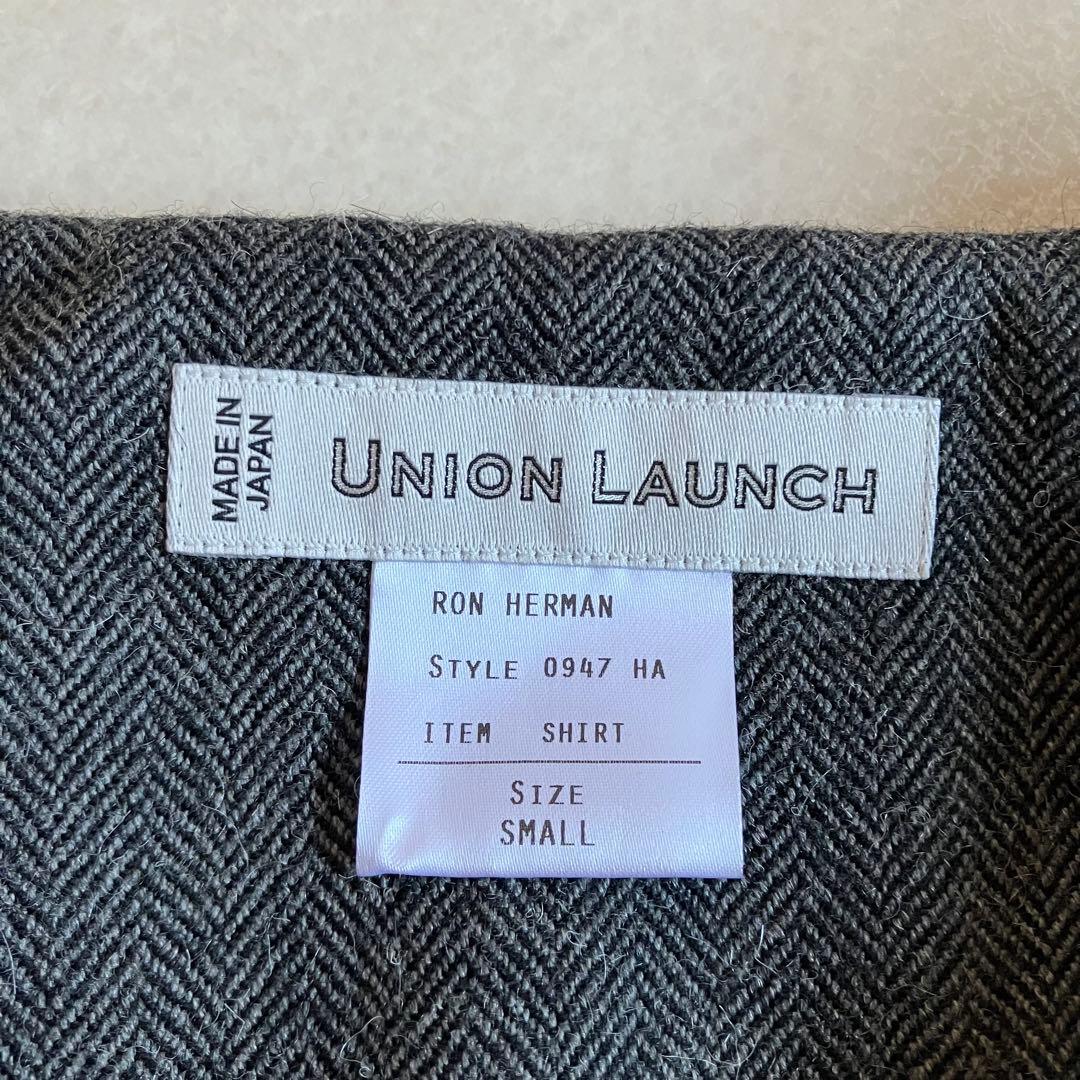 MADE IN
JAPAN
UNION LAUNCH
RON HERMAN
STYLE 0947 HA
ITEM SHIRT
SIZE
SMALL